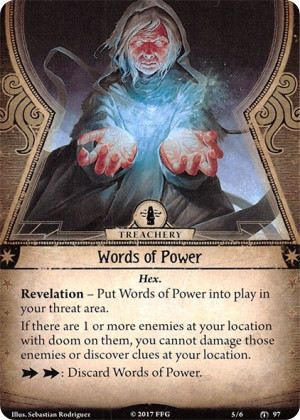 TREACHERY
Words of Power
Hex.
Revelation – Put Words of Power into play in
your threat area.
If there are 1 or more enemies at your location
with doom on them, you cannot damage those
enemies or discover clues at your location.
: Discard Words of Power.
Illus. Sebastian Rodriguez © 2017 FFG 5/6 97